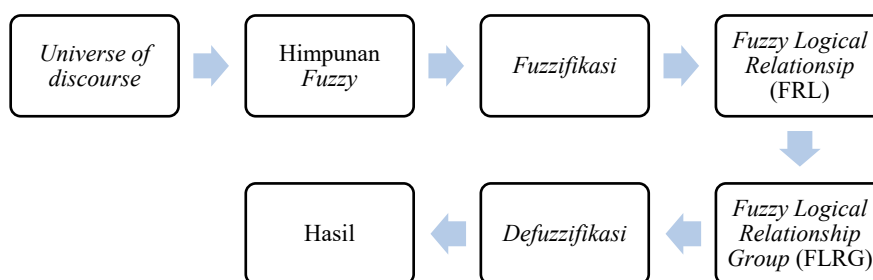 Universe of
discourse
Himpunan
Fuzzy
Fuzzifikasi
Fuzzy Logical
Relationsip
(FRL)
Fuzzy Logical
Relationship
Group (FLRG)
Defuzzifikasi
Hasil